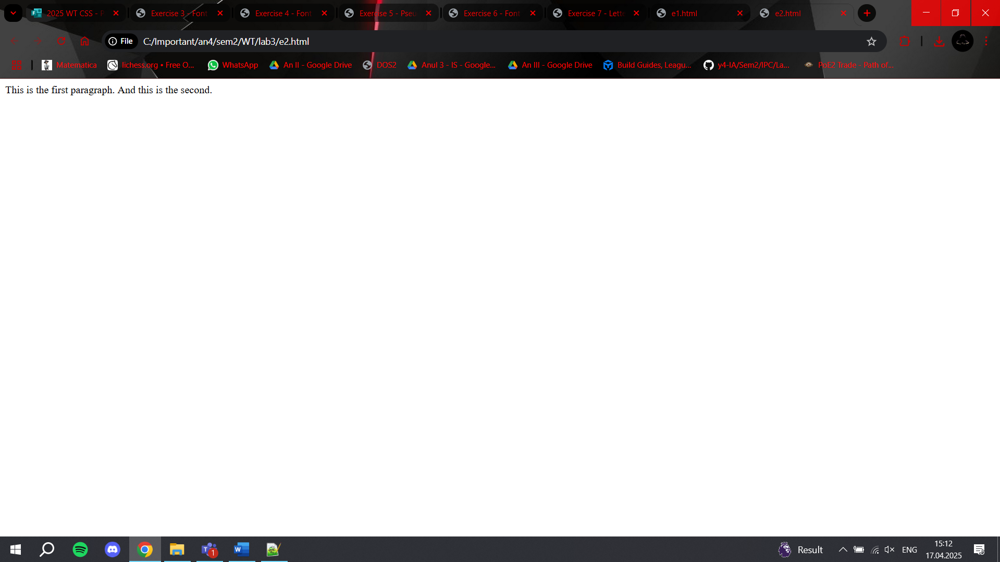 2025 WT CSS - P
Exercise 3 - Font
Exercise 4 - Font
Exercise 5 - Pseu
Exercise 6 - Font
Exercise 7 - Lette
e1.html
e2.html
File
C:/Important/an4/sem2/WT/lab3/e2.html
Matematica
lichess.org • Free O...
WhatsApp
An II - Google Drive
DOS2
Anul 3 - IS - Google...
An III - Google Drive
Build Guides, Leagu...
y4-IA/Sem2/IPC/La...
PoE2 Trade - Path of...
This is the first paragraph. And this is the second.
1
Result
ENG
15:12
17.04.2025